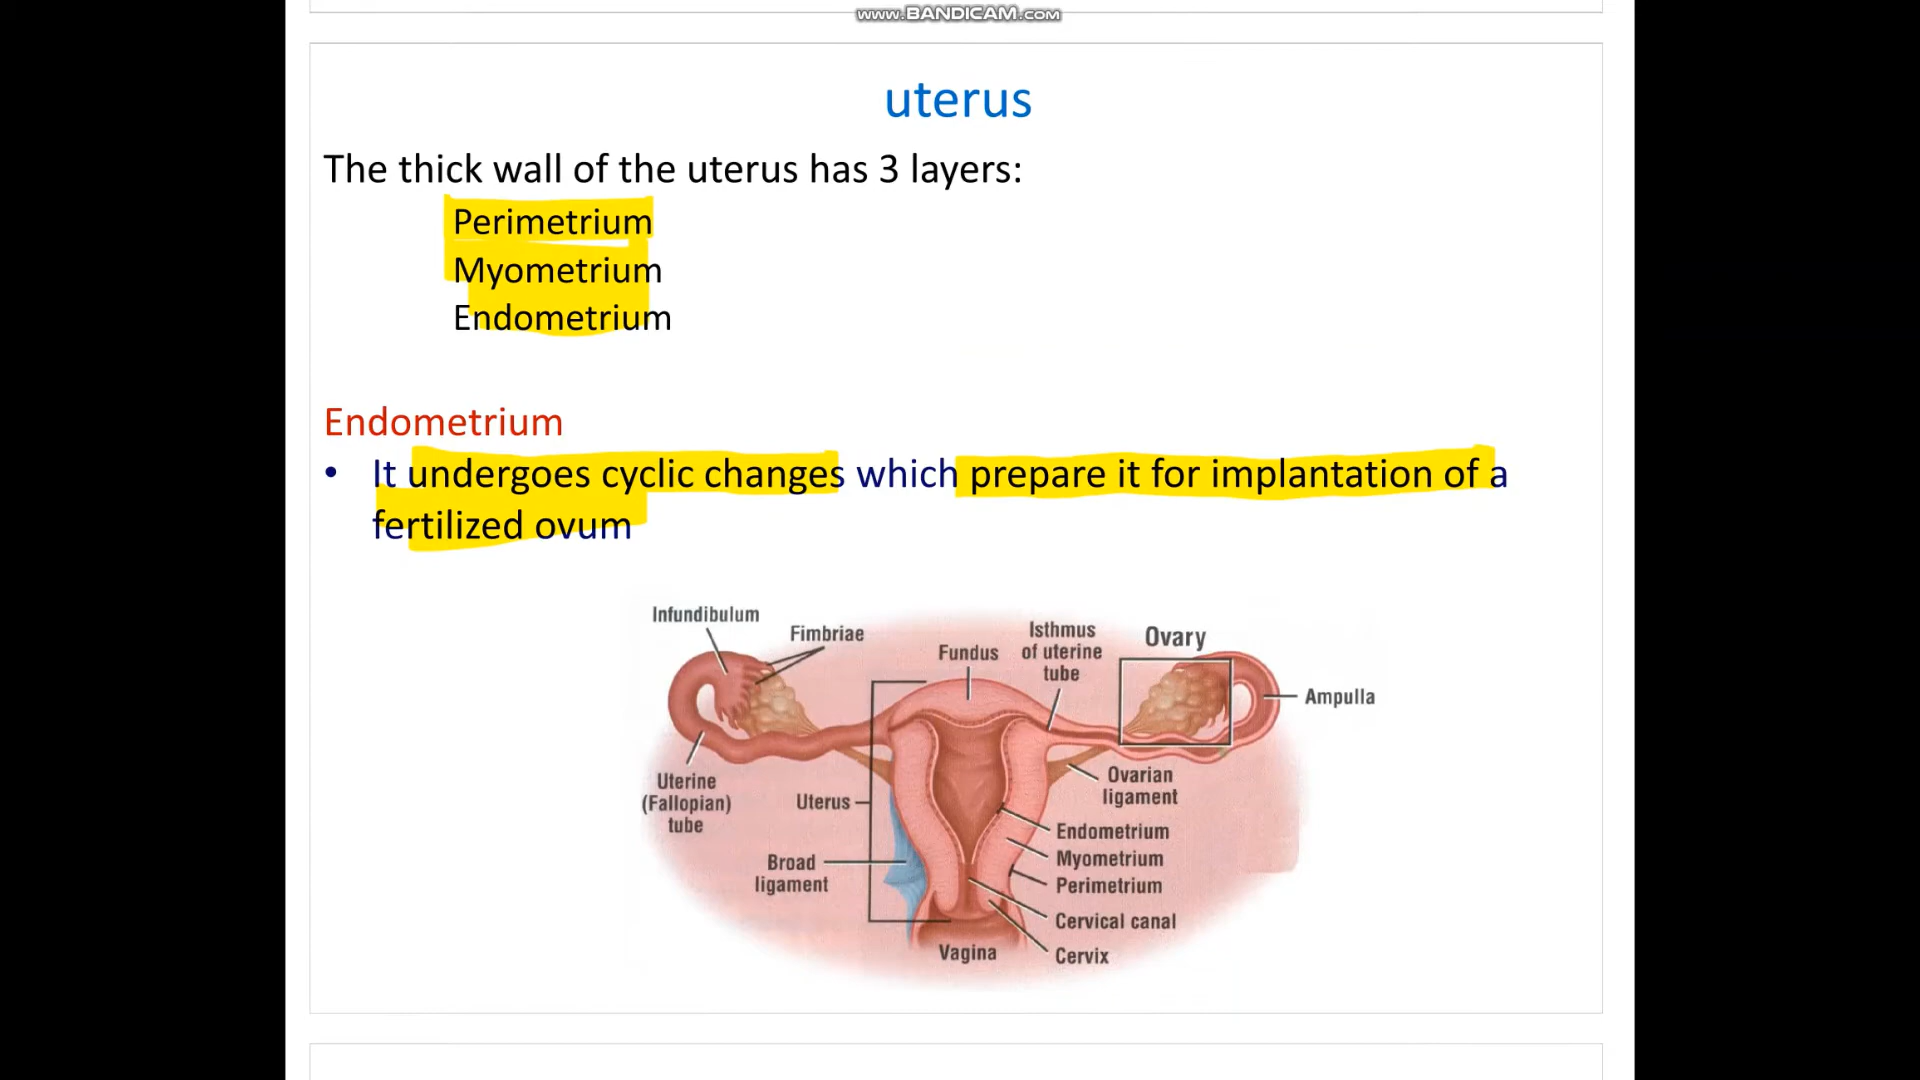 www.BANDICAM.com
uterus
The thick wall of the uterus has 3 layers:
Perimetrium
Myometrium
Endometrium
Endometrium
• It undergoes cyclic changes which prepare it for implantation of a
fertilized ovum
Infundibulum
Fimbriae
Fundus
Isthmus
of uterine
tube
Ovary
Ampulla
Uterine
(Fallopian)
tube
Uterus
Broad
ligament
Ovarian
ligament
Endometrium
Myometrium
Perimetrium
Cervical canal
Cervix
Vagina